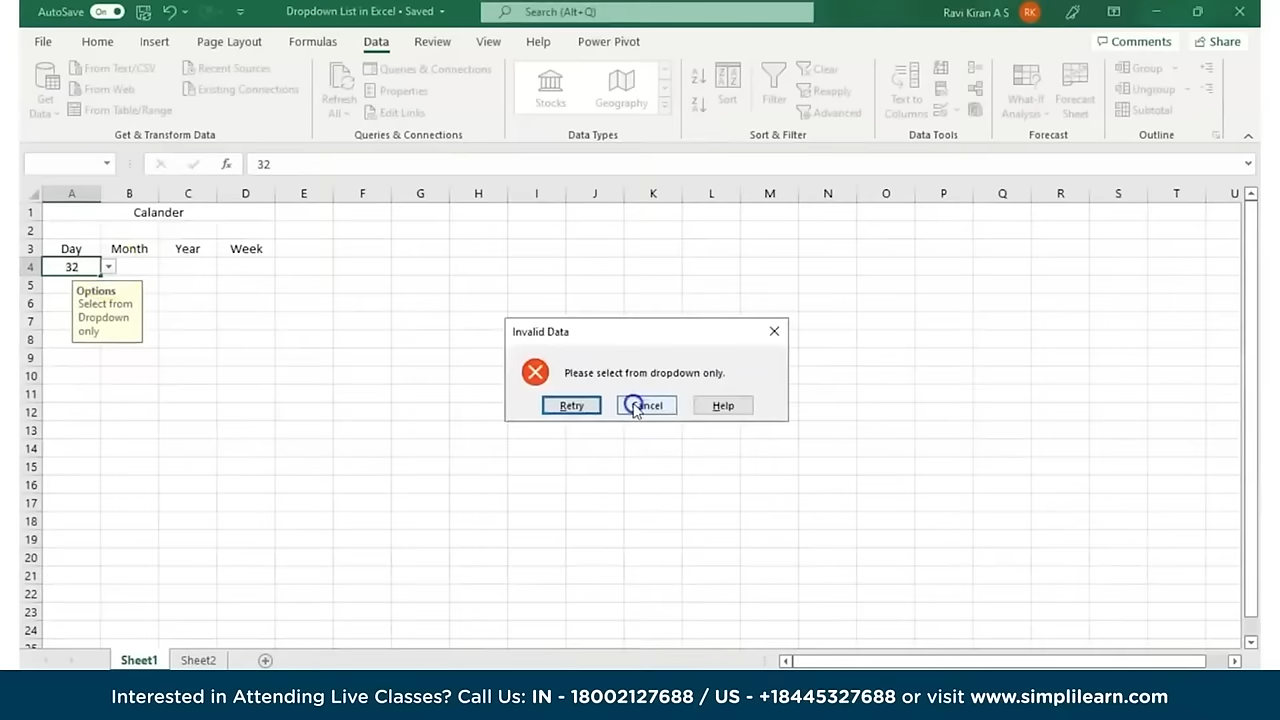 AutoSave On Dropdown List in Excel • Saved Search (Alt+Q) Ravi Kiran A S RK
File Home Insert Page Layout Formulas Data Review View Help Power Pivot Comments Share
Get Data
From Text/CSV
From Web
From Table/Range
Recent Sources
Existing Connections
Get & Transform Data
Refresh All
Queries & Connections
Properties
Edit Links
Queries & Connections
Stocks
Geography
Data Types
Sort
Filter
Clear
Reapply
Advanced
Sort & Filter
Text to Columns
Data Tools
What-If Analysis
Forecast Sheet
Forecast
Group
Ungroup
Subtotal
Outline
fx 32
A B C D E F G H I J K L M N O P Q R S T U
1 Calander
2
3 Day Month Year Week
4 32
5
6
7
8
9
10
11
12
13
14
15
16
17
18
19
20
21
22
23
24
25
Options
Select from
Dropdown
only
Invalid Data
Please select from dropdown only.
Retry Cancel Help
Sheet1 Sheet2
Interested in Attending Live Classes? Call Us: IN - 18002127688 / US - +18445327688 or visit www.simplilearn.com